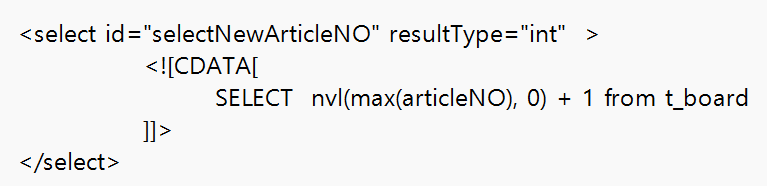 <select id="selectNewArticleNO" resultType="int"  >
<![CDATA[
SELECT  nvl(max(articleNO), 0) + 1 from t_board
]]>
</select>